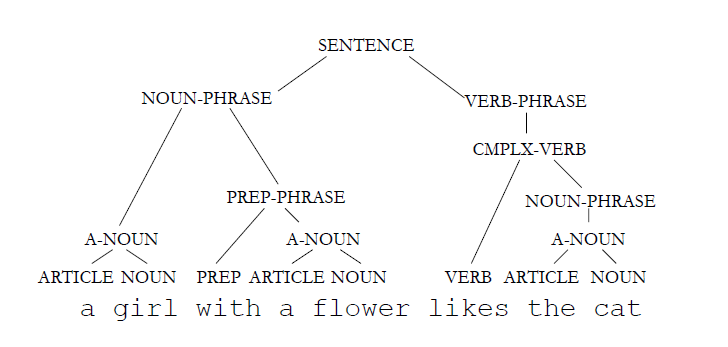 SENTENCE
NOUN-PHRASE VERB-PHRASE
CMPLX-VERB
PREP-PHRASE NOUN-PHRASE
A-NOUN A-NOUN A-NOUN
ARTICLE NOUN PREP ARTICLE NOUN VERB ARTICLE NOUN
a girl with a flower likes the cat